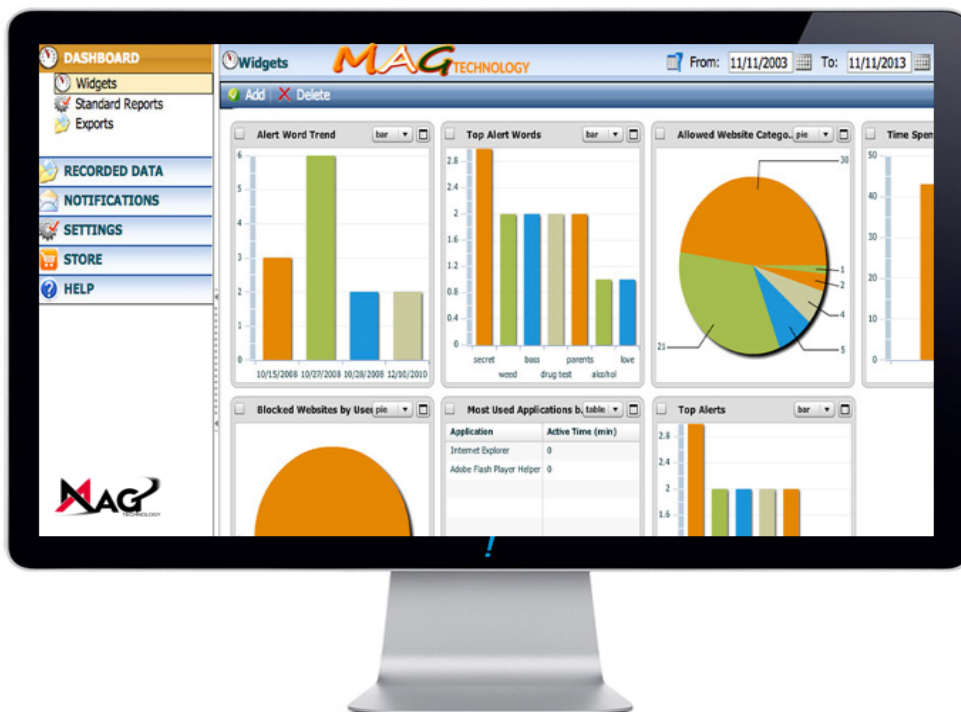 DASHBOARD
Widgets
Standard Reports
Exports
RECORDED DATA
NOTIFICATIONS
SETTINGS
STORE
HELP
MAG TECHNOLOGY
Widgets
MAG TECHNOLOGY
From: 11/11/2003 To: 11/11/2013
Add Delete
Alert Word Trend bar
6
5
4
3
2
1
0
10/15/2008 10/27/2008 10/28/2008 12/10/2010
Top Alert Words bar
2.8
2.4
2
1.6
1.2
0.8
0.4
0
secret bass parents love
weed drug test alcohol
Allowed Website Catego.. pie
30
1
2
4
5
21
Time Spen
50
40
30
20
10
0
Blocked Websites by User pie
Most Used Applications b. table
Application Active Time (min)
Internet Explorer 0
Adobe Flash Player Helper 0
Top Alerts bar
2.8
2.4
2
1.6
!